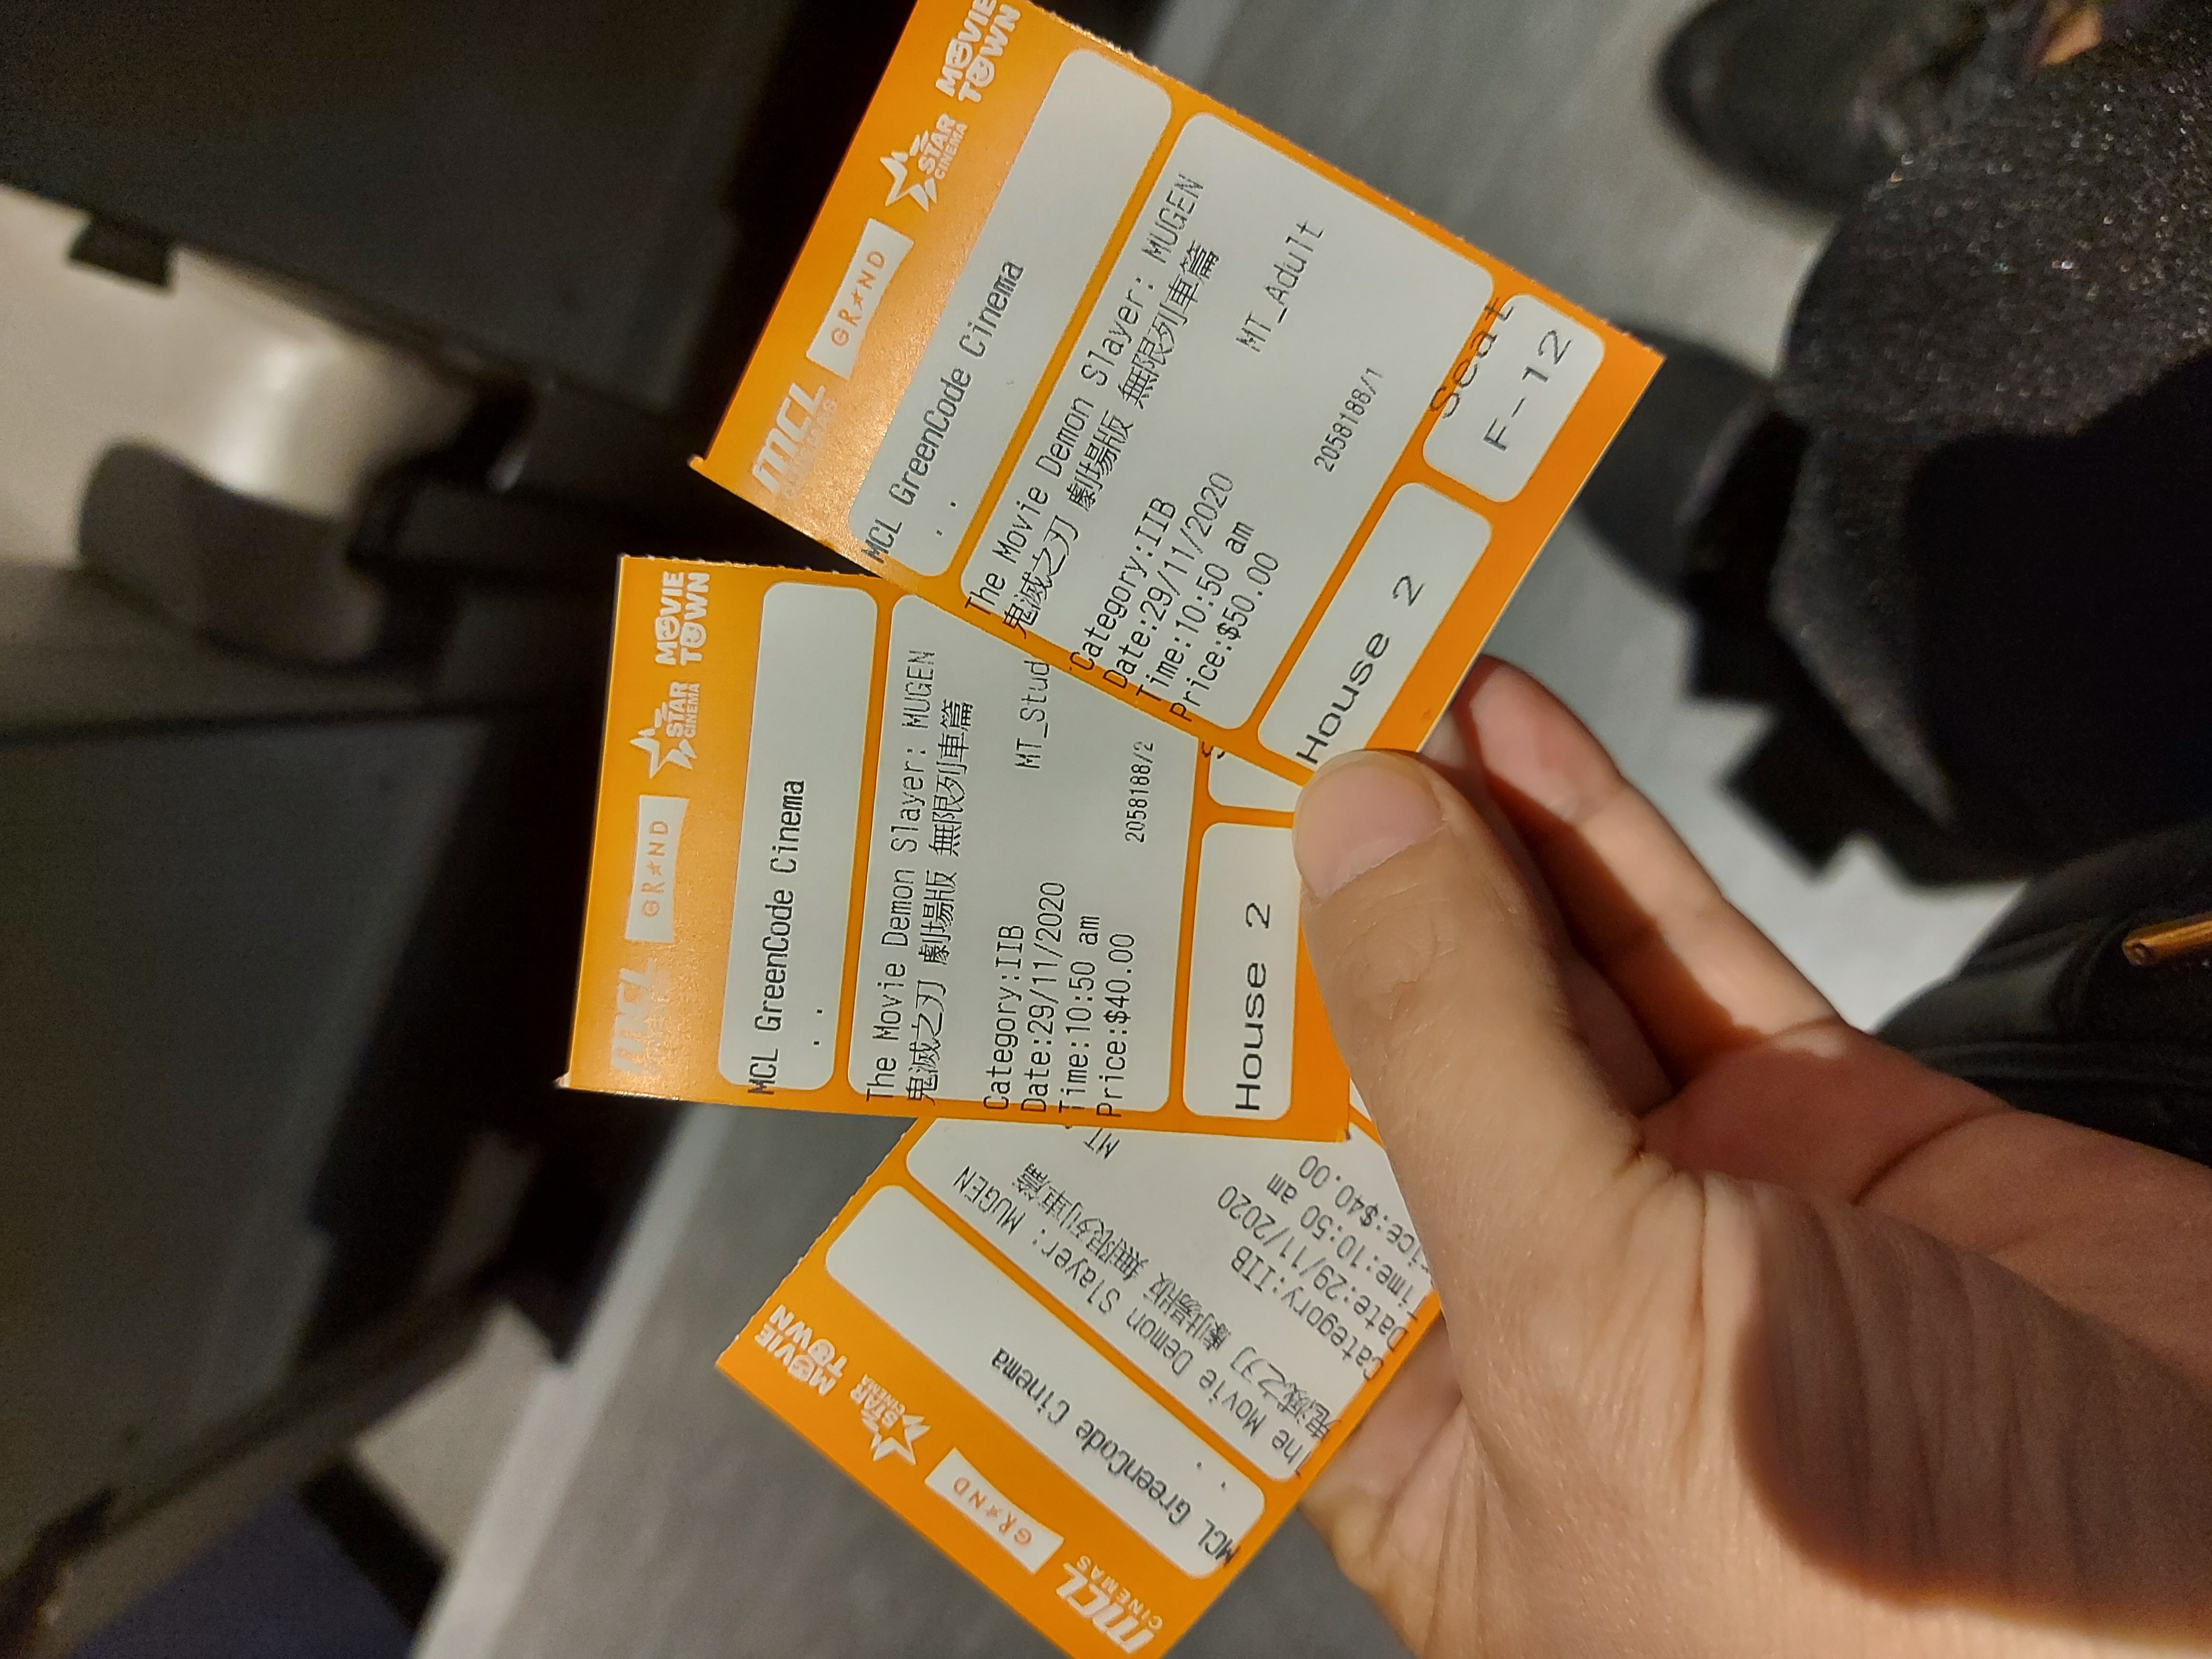 MCL CINEMAS GRAND STAR CINEMA MOVIE TOWN
MCL GreenCode Cinema
. .
The Movie Demon Slayer: MUGEN
鬼滅之刃 劇場版 無限列車篇
Category:IIB
MT
Date:29/11/2020
Time:10:50 am
ice:$40.00
MCL GRAND STAR CINEMA MOVIE TOWN
MCL GreenCode Cinema
. .
The Movie Demon Slayer: MUGEN
鬼滅之刃 劇場版 無限列車篇
Category:IIB
MT_Stud
Date:29/11/2020
Time:10:50 am
Price:$40.00
2058188/2
House 2
MCL CINEMAS GRAND STAR CINEMA MOVIE TOWN
MCL GreenCode Cinema
. .
The Movie Demon Slayer: MUGEN
鬼滅之刃 劇場版 無限列車篇
Category:IIB
Date:29/11/2020
MT_Adult
Time:10:50 am
Price:$50.00
2058188/1
House 2
Seat
F-12